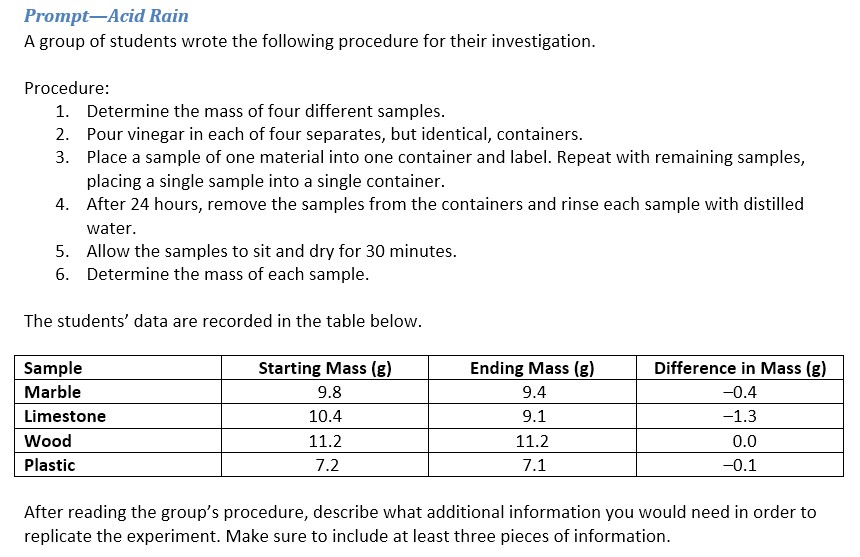 Prompt—Acid Rain
A group of students wrote the following procedure for their investigation.
Procedure:
1. Determine the mass of four different samples.
2. Pour vinegar in each of four separates, but identical, containers.
3. Place a sample of one material into one container and label. Repeat with remaining samples,
placing a single sample into a single container.
4. After 24 hours, remove the samples from the containers and rinse each sample with distilled
water.
5. Allow the samples to sit and dry for 30 minutes.
6. Determine the mass of each sample.
The students’ data are recorded in the table below.
Sample Starting Mass (g) Ending Mass (g) Difference in Mass (g)
Marble 9.8 9.4 –0.4
Limestone 10.4 9.1 –1.3
Wood 11.2 11.2 0.0
Plastic 7.2 7.1 –0.1
After reading the group’s procedure, describe what additional information you would need in order to
replicate the experiment. Make sure to include at least three pieces of information.